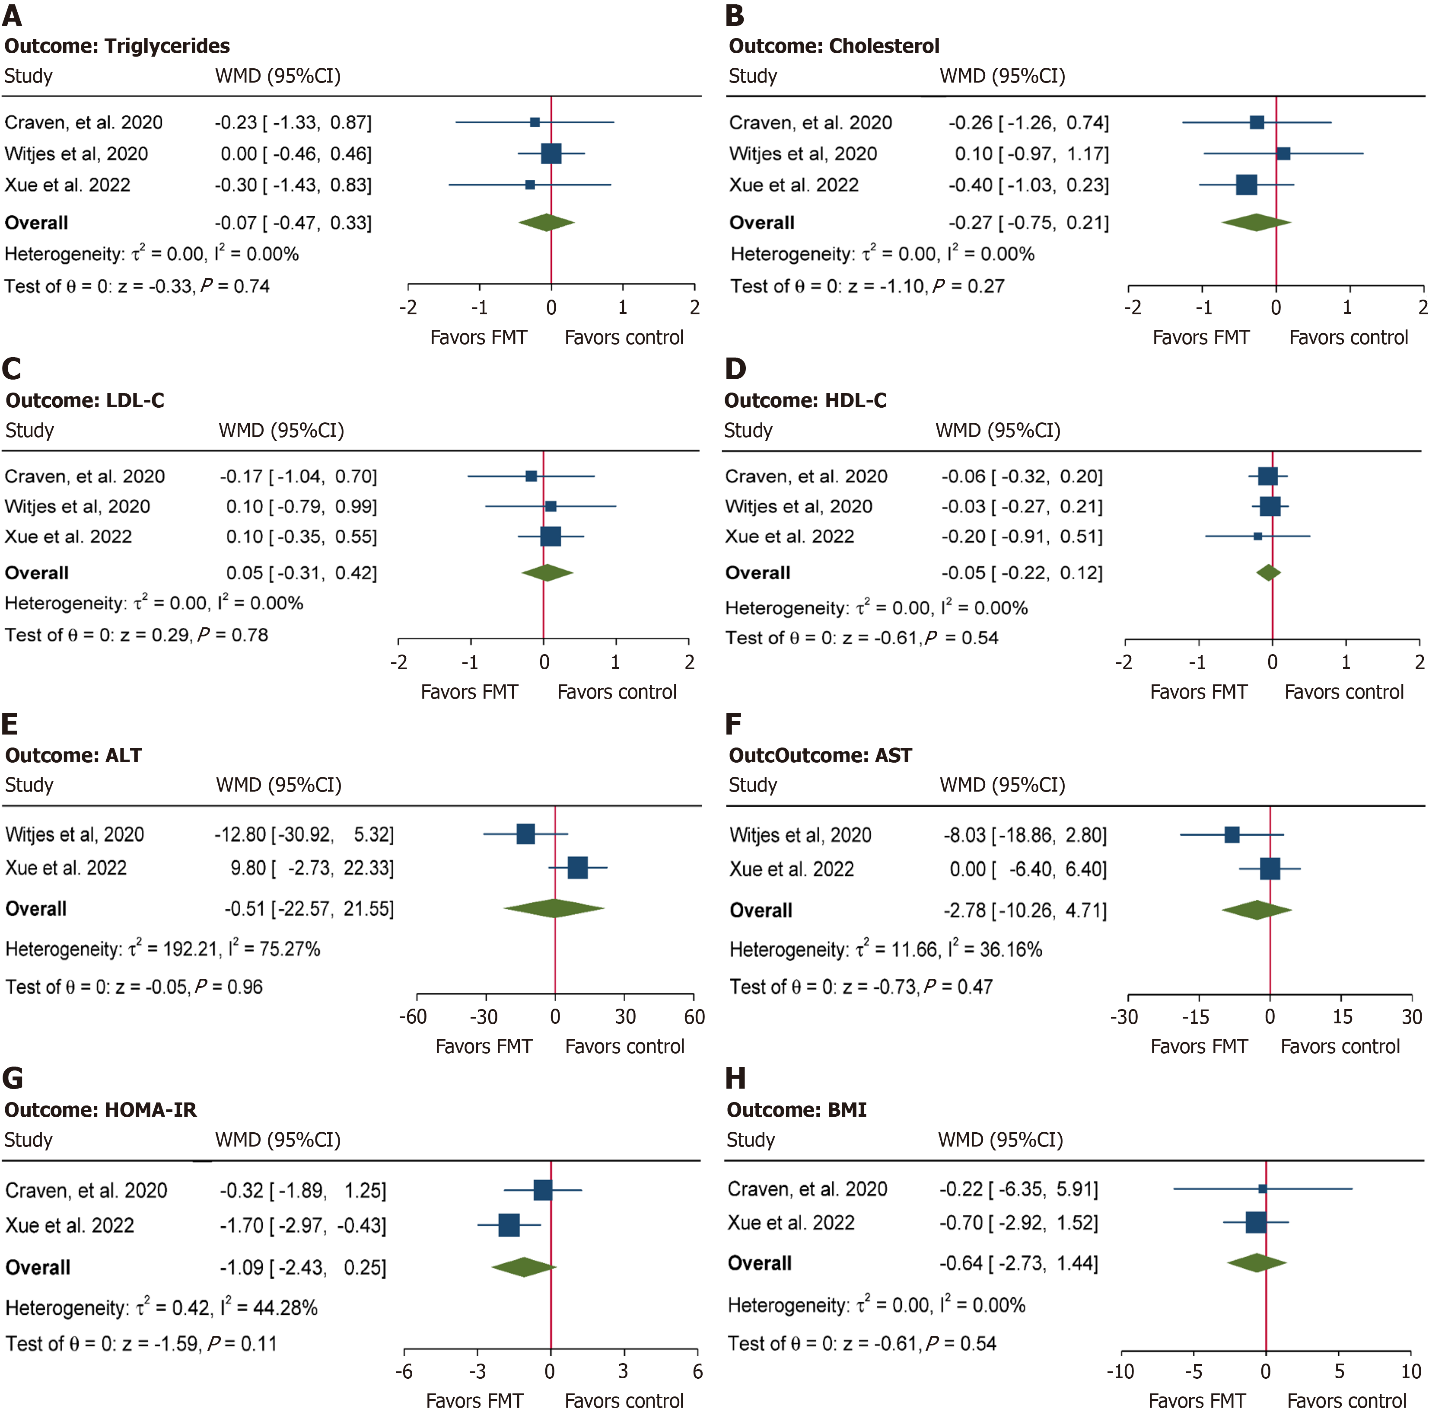 A
Outcome: Triglycerides
Study WMD (95%CI)
Craven, et al. 2020 -0.23 [ -1.33, 0.87]
Witjes et al, 2020 0.00 [ -0.46, 0.46]
Xue et al. 2022 -0.30 [ -1.43, 0.83]
Overall -0.07 [ -0.47, 0.33]
Heterogeneity: τ² = 0.00, I² = 0.00%
Test of θ = 0: z = -0.33, P = 0.74
-2 -1 0 1 2
Favors FMT Favors control
B
Outcome: Cholesterol
Study WMD (95%CI)
Craven, et al. 2020 -0.26 [ -1.26, 0.74]
Witjes et al, 2020 0.10 [ -0.97, 1.17]
Xue et al. 2022 -0.40 [ -1.03, 0.23]
Overall -0.27 [ -0.75, 0.21]
Heterogeneity: τ² = 0.00, I² = 0.00%
Test of θ = 0: z = -1.10, P = 0.27
-2 -1 0 1 2
Favors FMT Favors control
C
Outcome: LDL-C
Study WMD (95%CI)
Craven, et al. 2020 -0.17 [ -1.04, 0.70]
Witjes et al, 2020 0.10 [ -0.79, 0.99]
Xue et al. 2022 0.10 [ -0.35, 0.55]
Overall 0.05 [ -0.31, 0.42]
Heterogeneity: τ² = 0.00, I² = 0.00%
Test of θ = 0: z = 0.29, P = 0.78
-2 -1 0 1 2
Favors FMT Favors control
D
Outcome: HDL-C
Study WMD (95%CI)
Craven, et al. 2020 -0.06 [ -0.32, 0.20]
Witjes et al, 2020 -0.03 [ -0.27, 0.21]
Xue et al. 2022 -0.20 [ -0.91, 0.51]
Overall -0.05 [ -0.22, 0.12]
Heterogeneity: τ² = 0.00, I² = 0.00%
Test of θ = 0: z = -0.61, P = 0.54
-2 -1 0 1 2
Favors FMT Favors control
E
Outcome: ALT
Study WMD (95%CI)
Witjes et al, 2020 -12.80 [ -30.92, 5.32]
Xue et al. 2022 9.80 [ -2.73, 22.33]
Overall -0.51 [ -22.57, 21.55]
Heterogeneity: τ² = 192.21, I² = 75.27%
Test of θ = 0: z = -0.05, P = 0.96
-60 -30 0 30 60
Favors FMT Favors control
F
OutcOutcome: AST
Study WMD (95%CI)
Witjes et al, 2020 -8.03 [ -18.86, 2.80]
Xue et al. 2022 0.00 [ -6.40, 6.40]
Overall -2.78 [ -10.26, 4.71]
Heterogeneity: τ² = 11.66, I² = 36.16%
Test of θ = 0: z = -0.73, P = 0.47
-30 -15 0 15 30
Favors FMT Favors control
G
Outcome: HOMA-IR
Study WMD (95%CI)
Craven, et al. 2020 -0.32 [ -1.89, 1.25]
Xue et al. 2022 -1.70 [ -2.97, -0.43]
Overall -1.09 [ -2.43, 0.25]
Heterogeneity: τ² = 0.42, I² = 44.28%
Test of θ = 0: z = -1.59, P = 0.11
-6 -3 0 3 6
Favors FMT Favors control
H
Outcome: BMI
Study WMD (95%CI)
Craven et al. 2020 -0.22 [ -6.35, 5.91]
Xue et al. 2022 -0.70 [ -2.92, 1.52]
Overall -0.64 [ -2.73, 1.44]
Heterogeneity: τ² = 0.00, I² = 0.00%
Test of θ = 0: z = -0.61, P = 0.54
-10 -5 0 5 10
Favors FMT Favors control